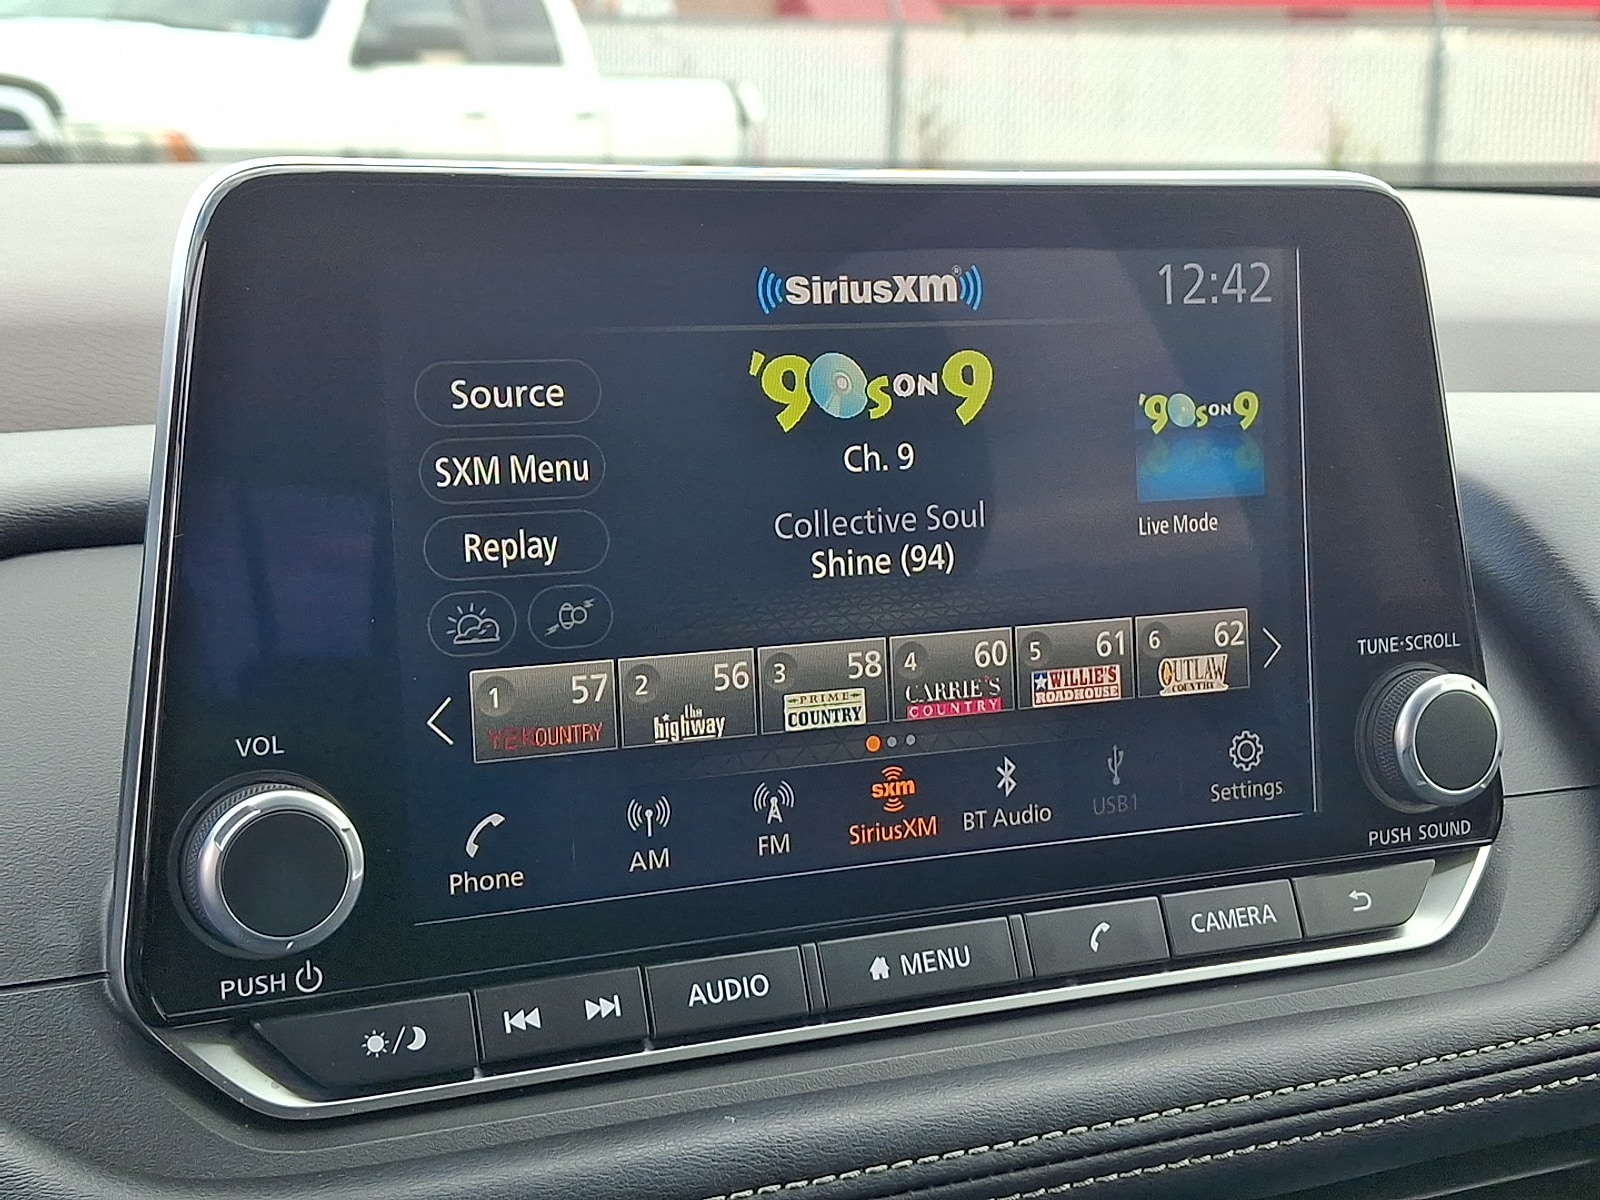 SiriusXM®
12:42
Source
SXM Menu
Replay
'90s ON 9
Ch. 9
Collective Soul
Shine (94)
'90s ON 9
Live Mode
1 57
Y2KOUNTRY
2 56
the highway
3 58
PRIME
COUNTRY
4 60
CARRIE'S
COUNTRY
5 61
WILLIE'S
ROADHOUSE
6 62
OUTLAW
COUNTRY
Phone
AM
FM
sxm
SiriusXM
BT Audio
USB1
Settings
VOL
PUSH
TUNE·SCROLL
PUSH SOUND
AUDIO
MENU
CAMERA